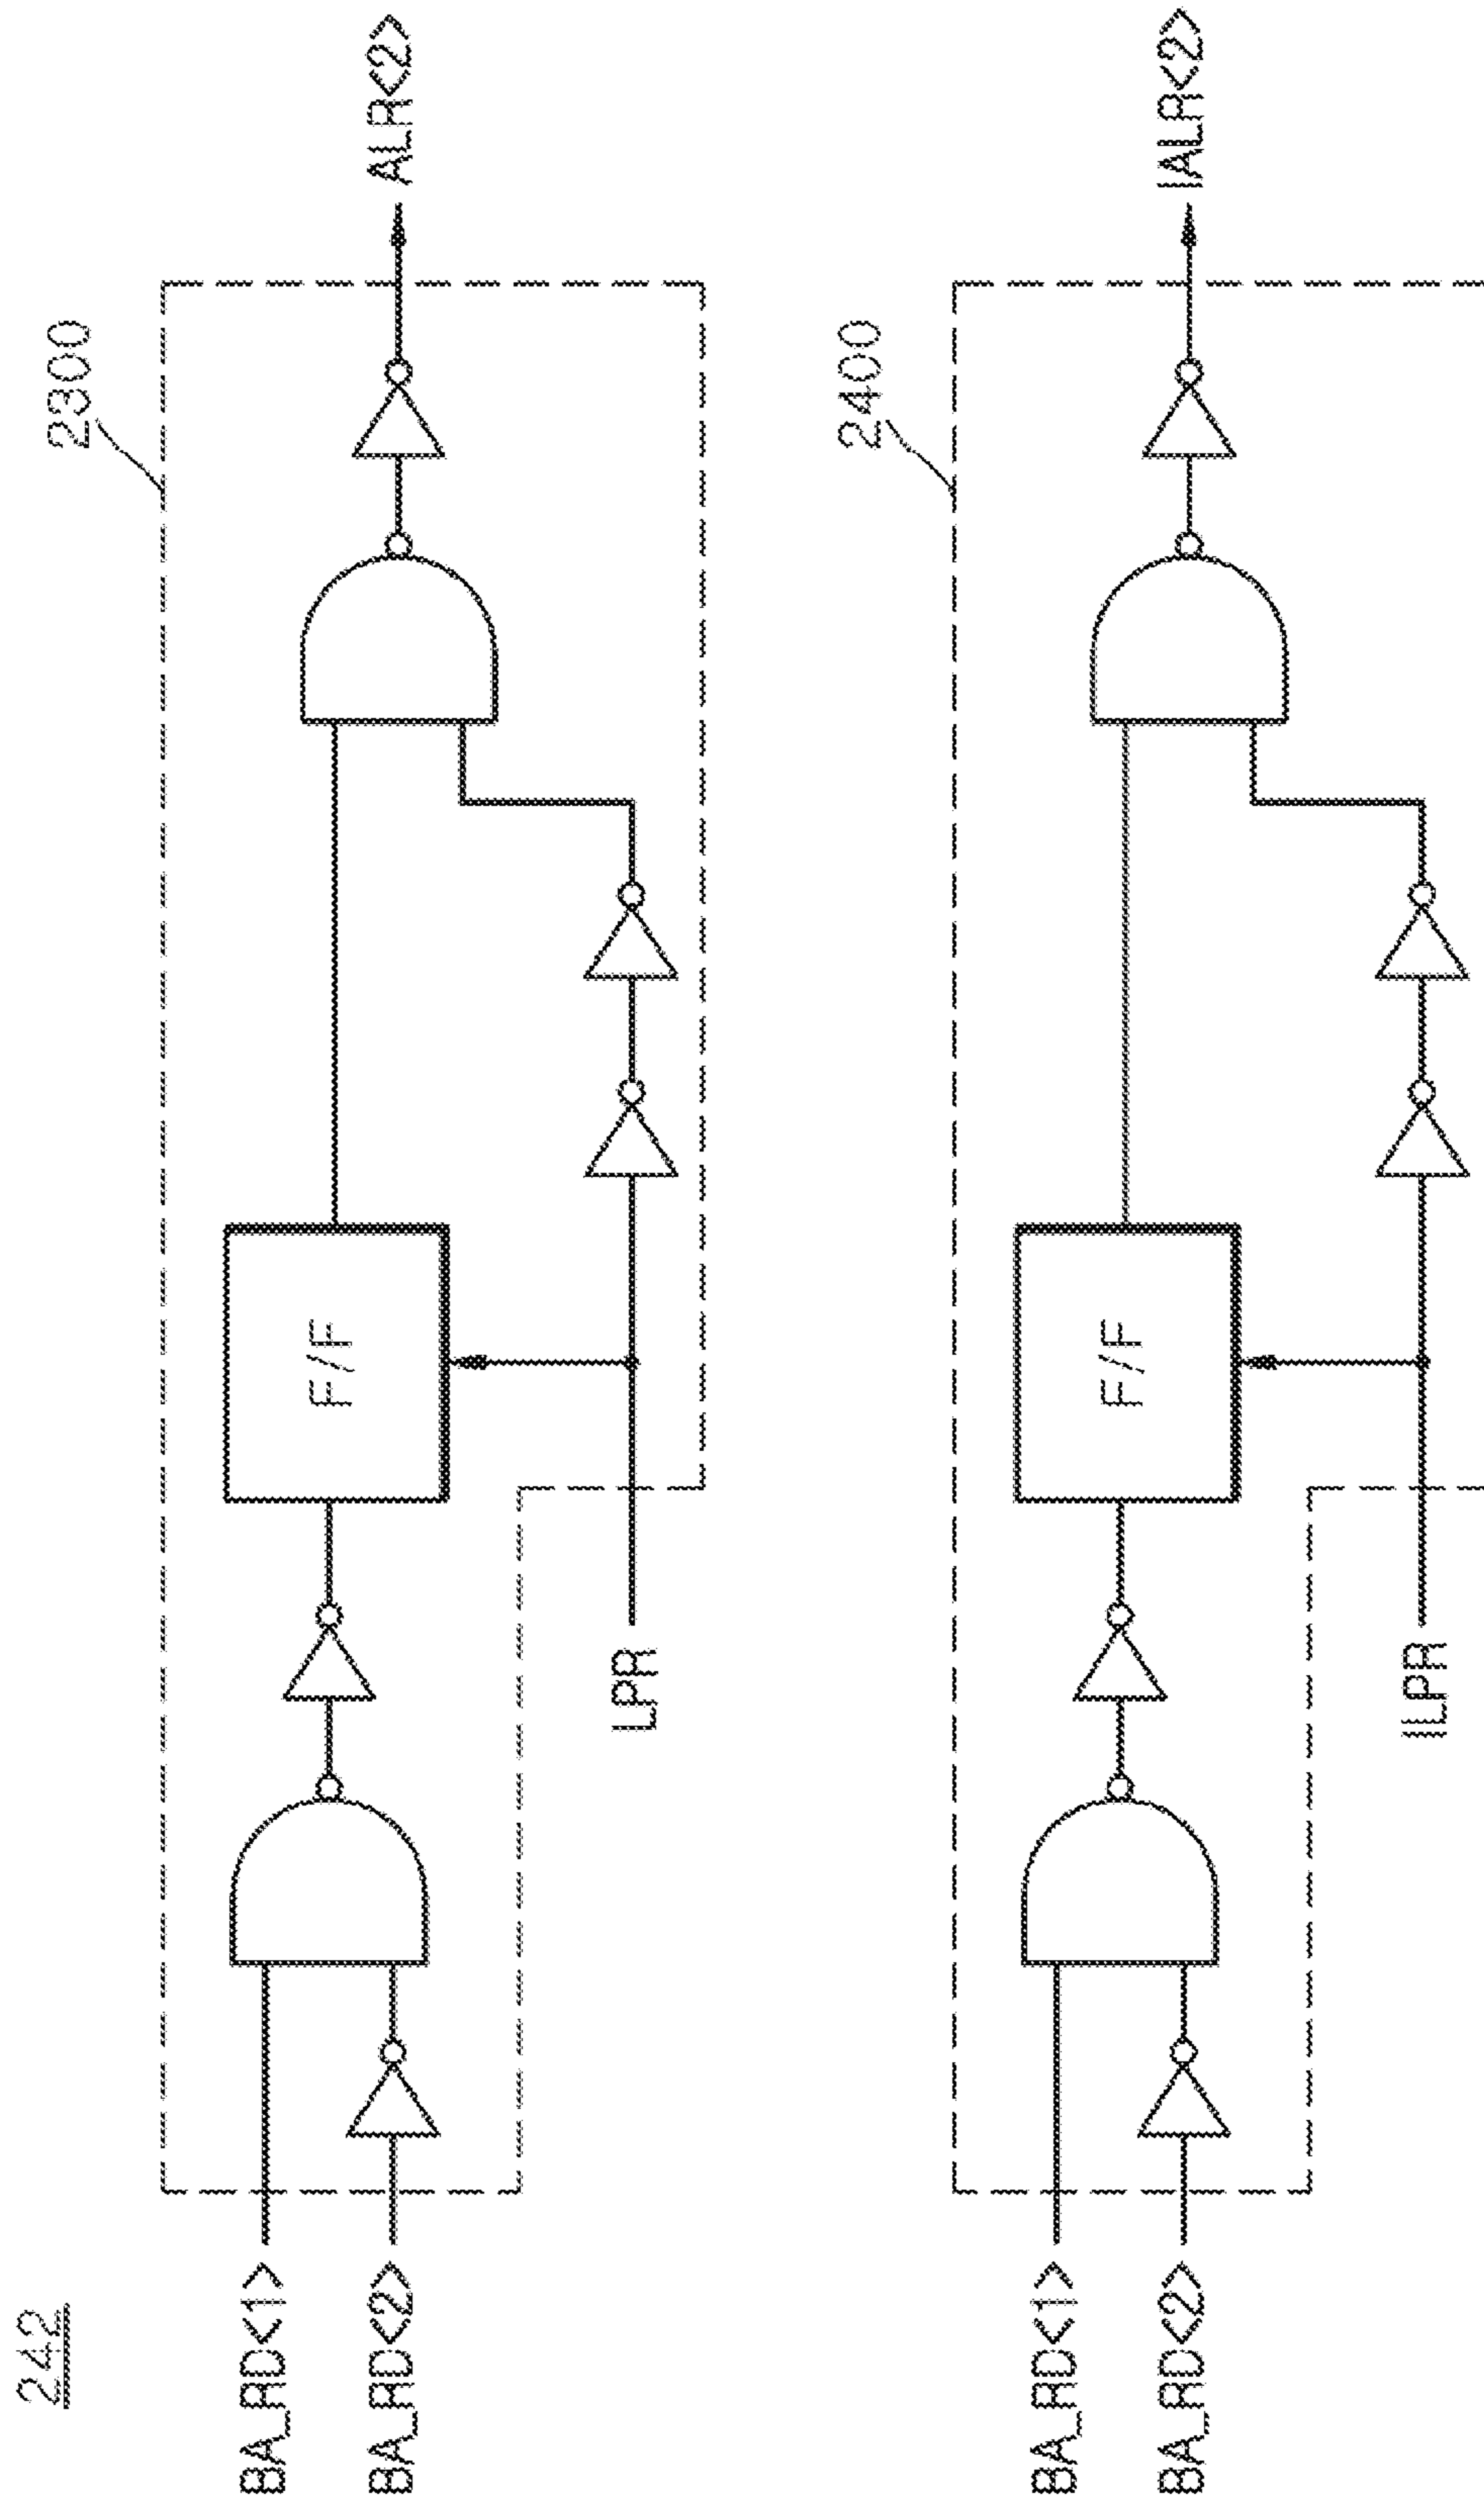 242
2300
BA_RD<1>
BA_RD<2>
F/F
LPR
ALR<2>
2400
BA_RD<1>
BA_RD<2>
F/F
ILPR
IALR<2>